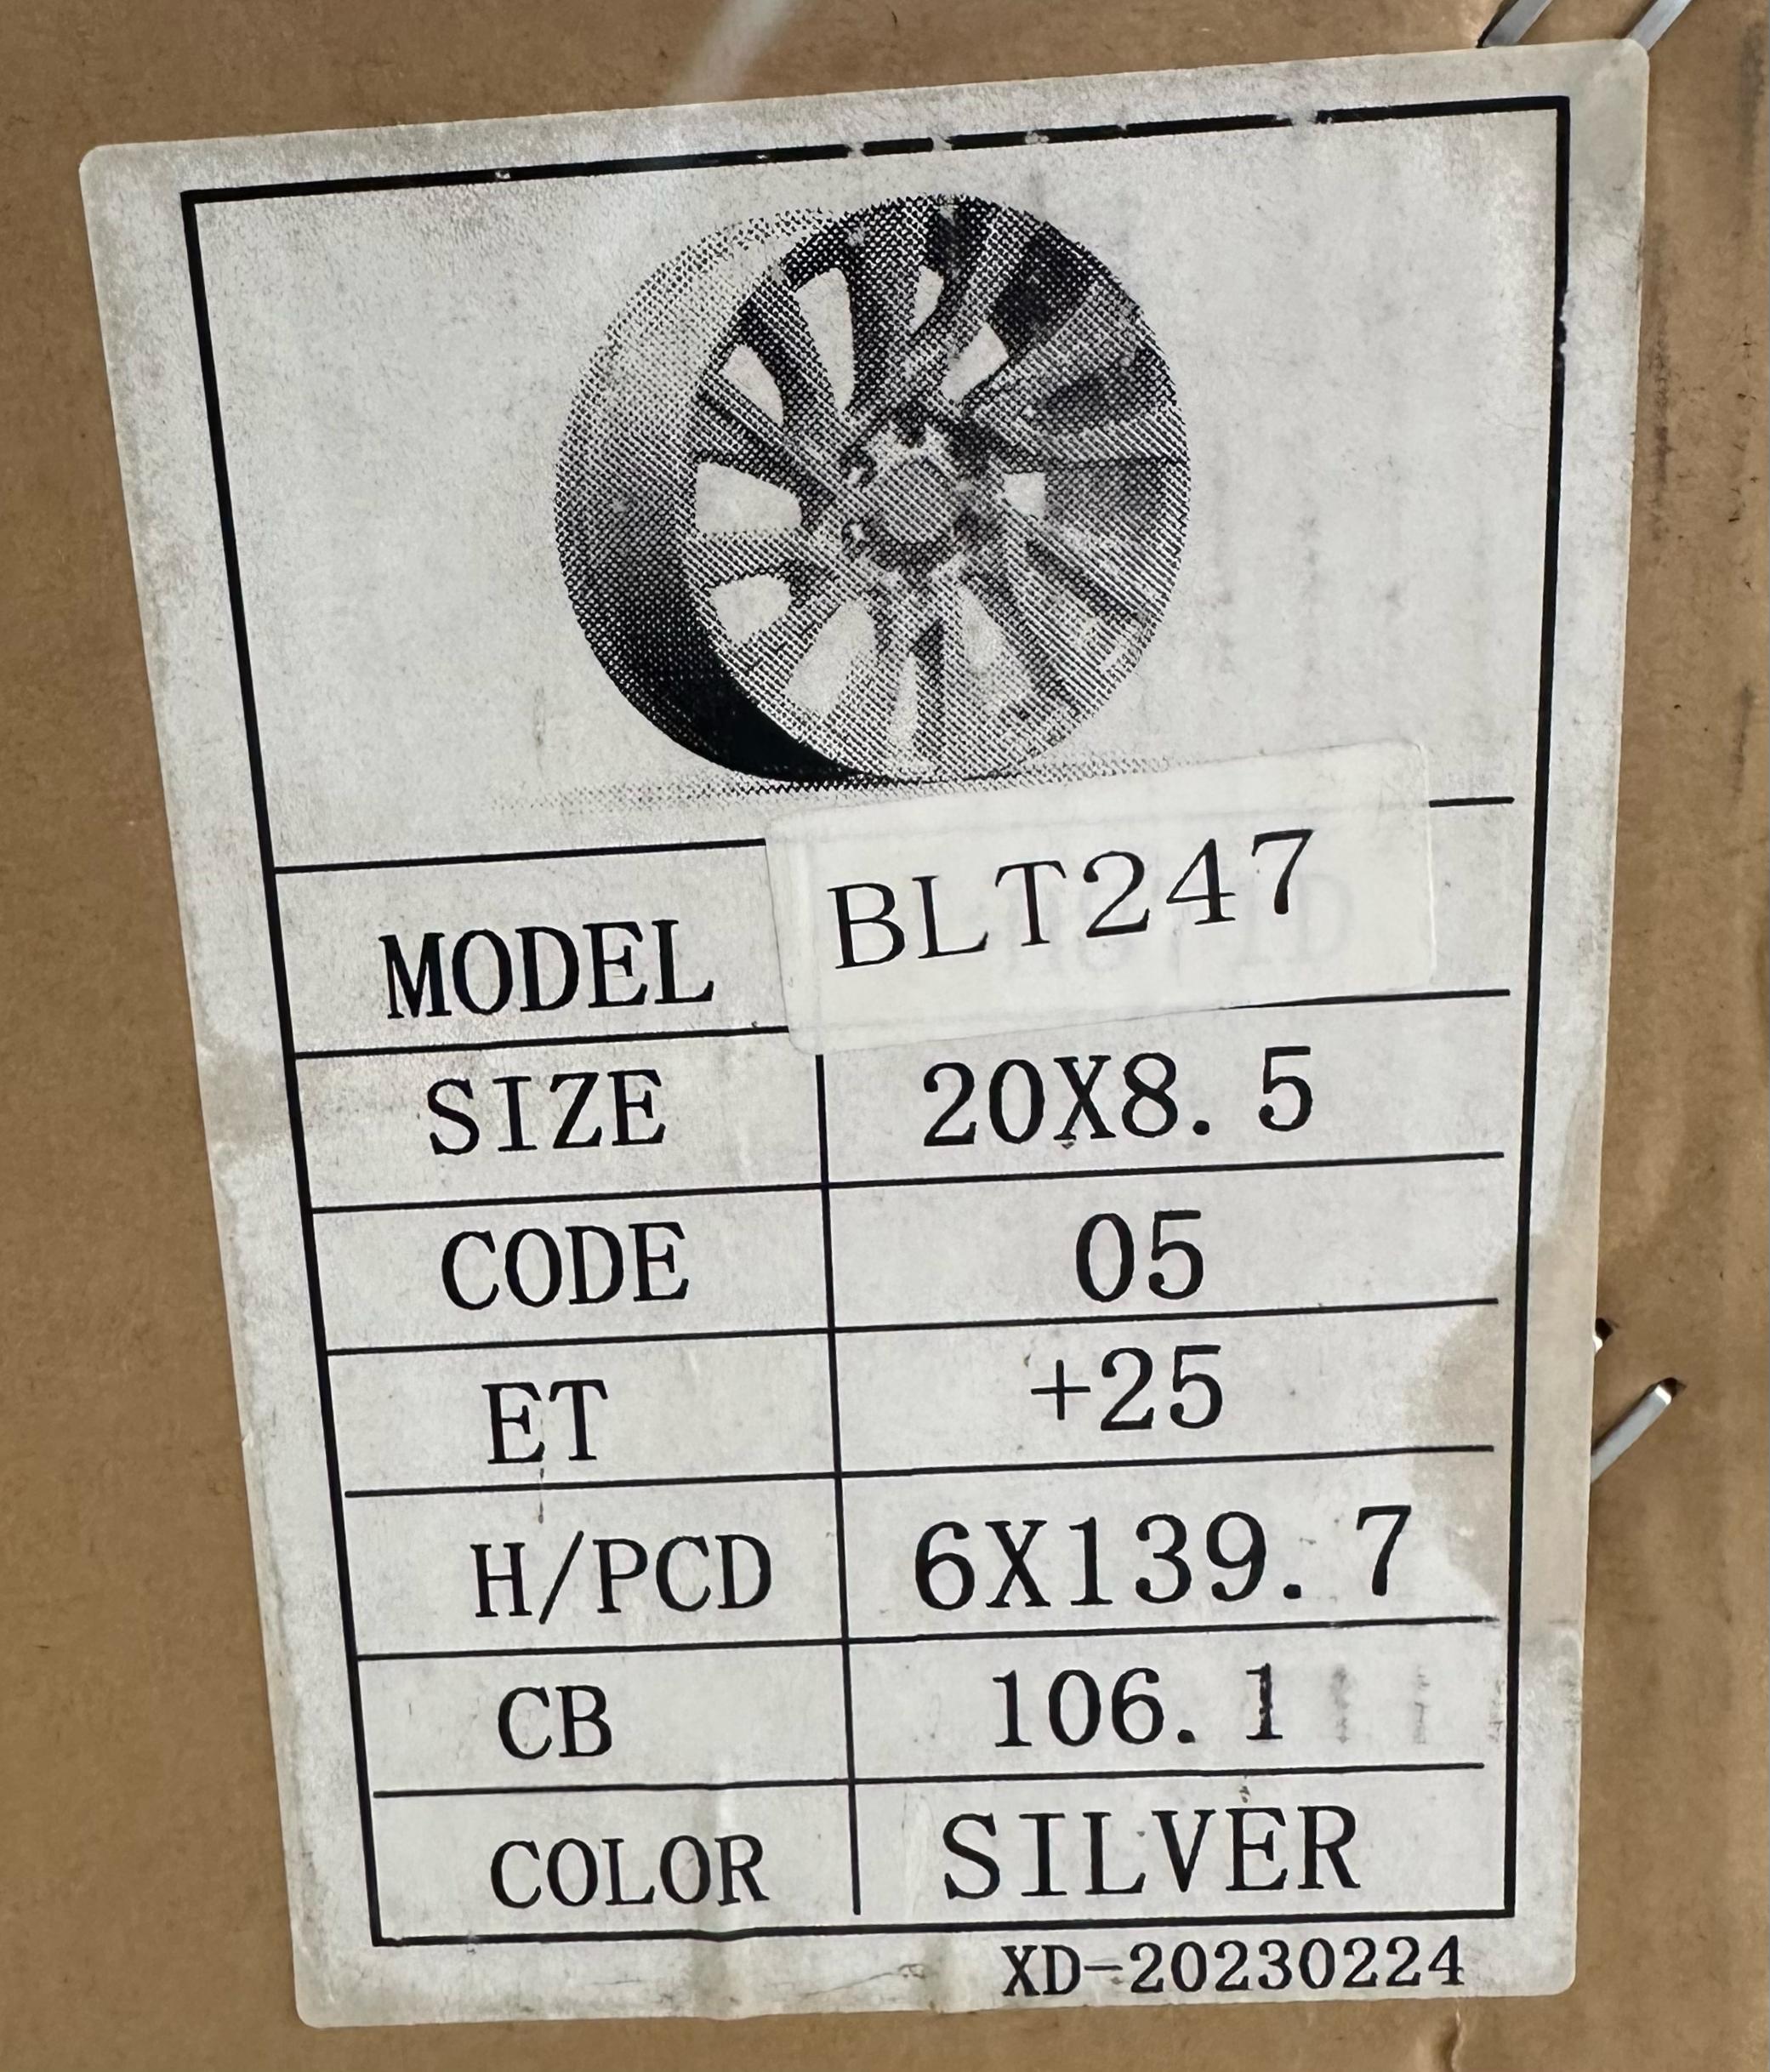 MODEL BLT247
SIZE 20X8.5
CODE 05
ET +25
H/PCD 6X139.7
CB 106.1
COLOR SILVER
XD-20230224